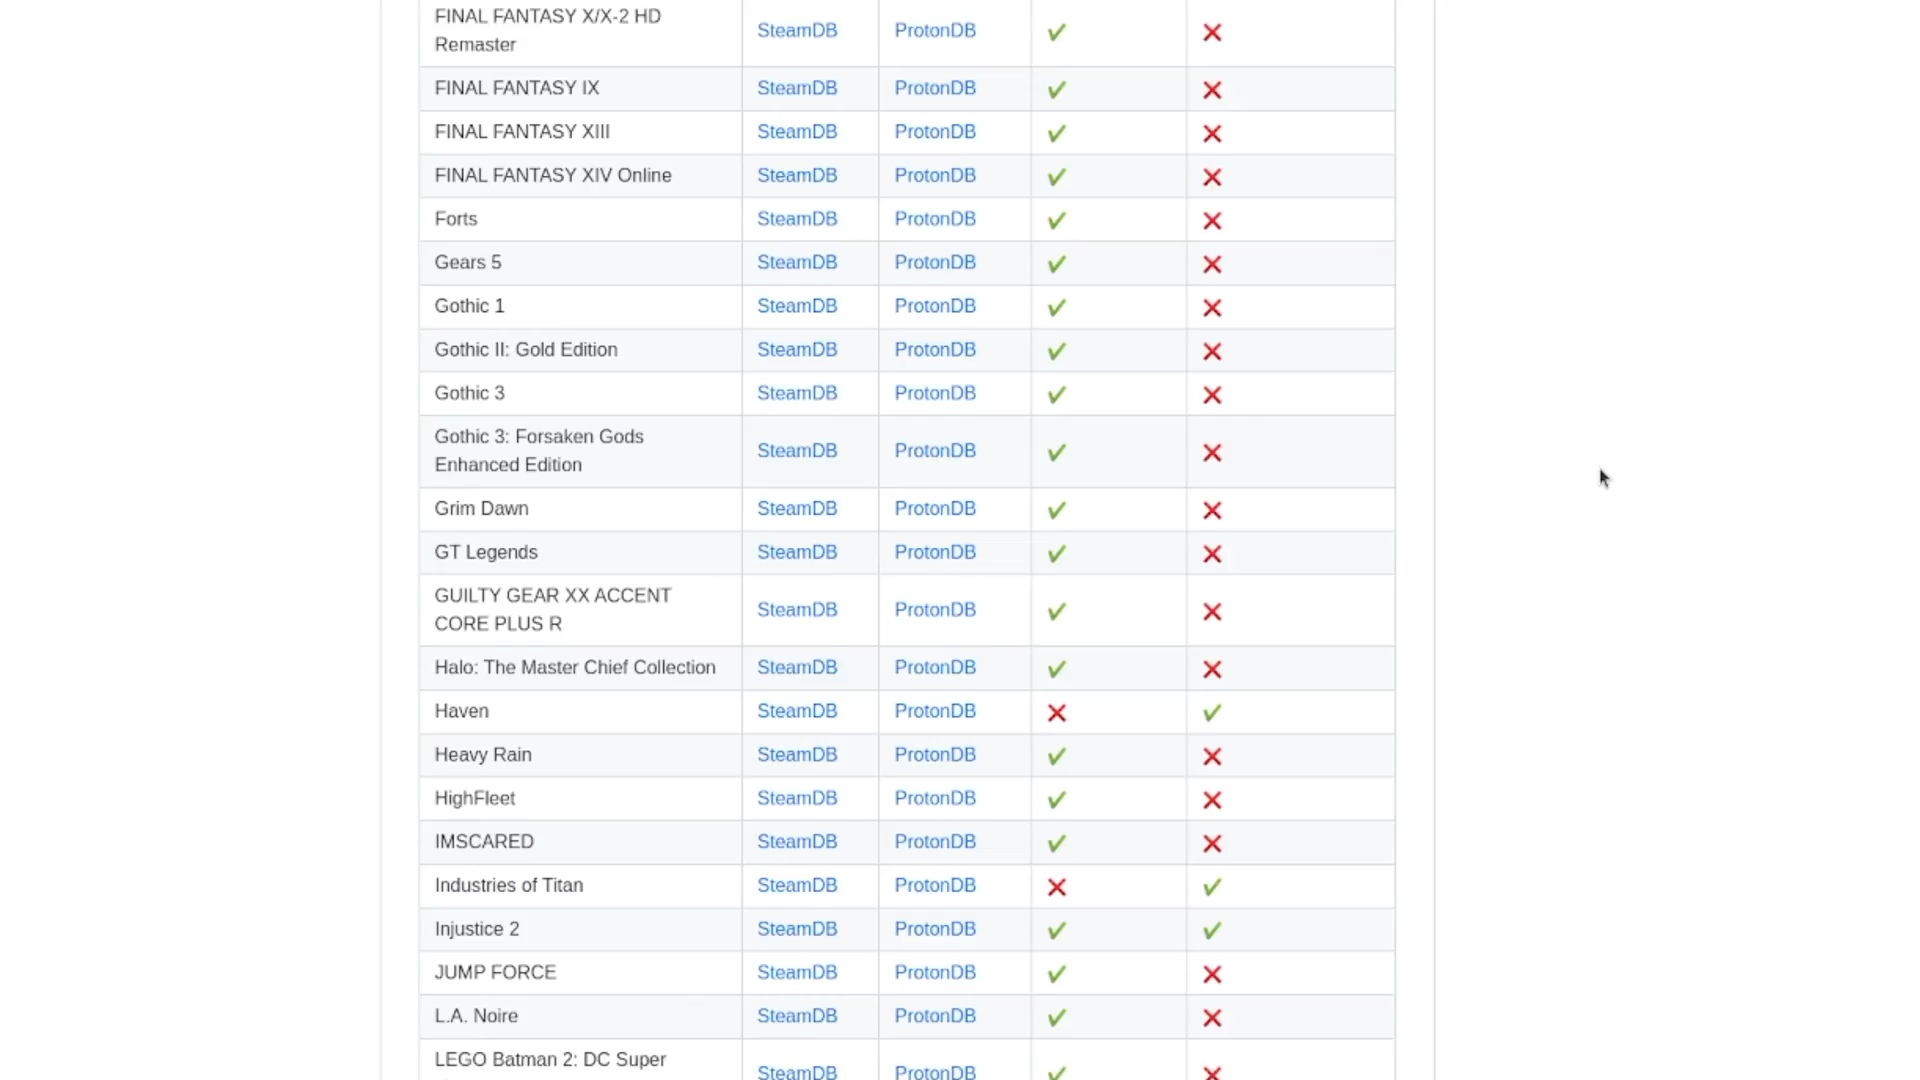 FINAL FANTASY X/X-2 HD
Remaster SteamDB ProtonDB ✔ ❌
FINAL FANTASY IX SteamDB ProtonDB ✔ ❌
FINAL FANTASY XIII SteamDB ProtonDB ✔ ❌
FINAL FANTASY XIV Online SteamDB ProtonDB ✔ ❌
Forts SteamDB ProtonDB ✔ ❌
Gears 5 SteamDB ProtonDB ✔ ❌
Gothic 1 SteamDB ProtonDB ✔ ❌
Gothic II: Gold Edition SteamDB ProtonDB ✔ ❌
Gothic 3 SteamDB ProtonDB ✔ ❌
Gothic 3: Forsaken Gods
Enhanced Edition SteamDB ProtonDB ✔ ❌
Grim Dawn SteamDB ProtonDB ✔ ❌
GT Legends SteamDB ProtonDB ✔ ❌
GUILTY GEAR XX ACCENT
CORE PLUS R SteamDB ProtonDB ✔ ❌
Halo: The Master Chief Collection SteamDB ProtonDB ✔ ❌
Haven SteamDB ProtonDB ❌ ✔
Heavy Rain SteamDB ProtonDB ✔ ❌
HighFleet SteamDB ProtonDB ✔ ❌
IMSCARED SteamDB ProtonDB ✔ ❌
Industries of Titan SteamDB ProtonDB ❌ ✔
Injustice 2 SteamDB ProtonDB ✔ ✔
JUMP FORCE SteamDB ProtonDB ✔ ❌
L.A. Noire SteamDB ProtonDB ✔ ❌
LEGO Batman 2: DC Super SteamDB ProtonDB ✔ ❌